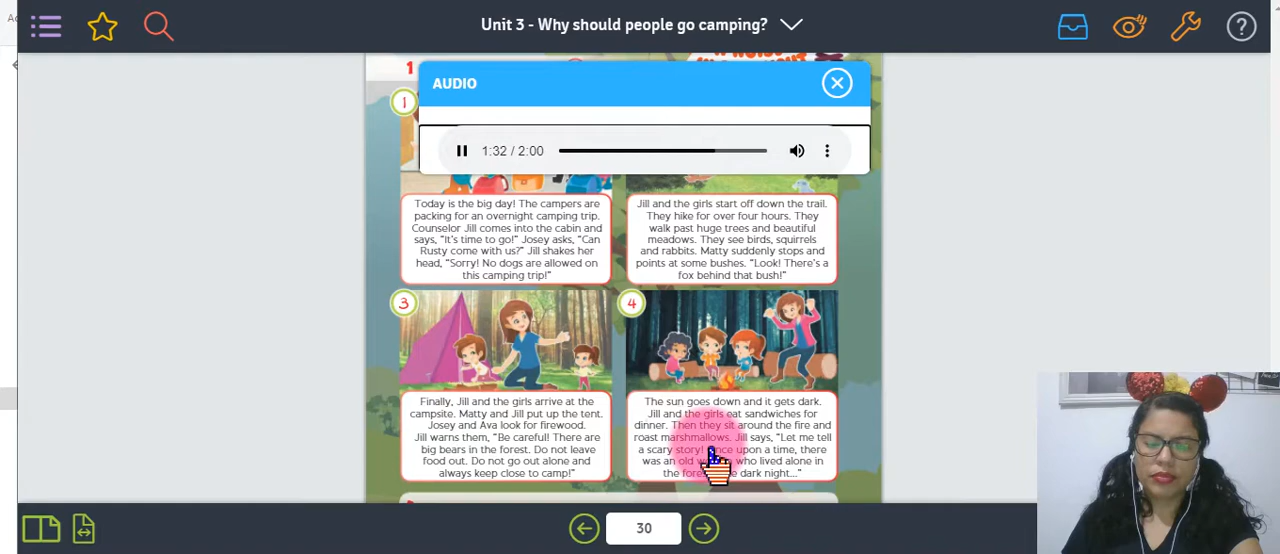 Unit 3 - Why should people go camping?
1
AUDIO
1:32 / 2:00
1
Today is the big day! The campers are
packing for an overnight camping trip.
Counselor Jill comes into the cabin and
says, "It's time to go!" Josey asks, "Can
Rusty come with us?" Jill shakes her
head, "Sorry! No dogs are allowed on
this camping trip!"
Jill and the girls start off down the trail.
They hike for over four hours. They
walk past huge trees and beautiful
meadows. They see birds, squirrels
and rabbits. Matty suddenly stops and
points at some bushes. "Look! There's a
fox behind that bush!"
3
Finally, Jill and the girls arrive at the
campsite. Matty and Jill put up the tent.
Josey and Ava look for firewood.
Jill warns them, "Be careful! There are
big bears in the forest. Do not leave
food out. Do not go out alone and
always keep close to camp!"
4
The sun goes down and it gets dark.
Jill and the girls eat sandwiches for
dinner. Then they sit around the fire and
roast marshmallows. Jill says, "Let me tell
a scary story! Once upon a time, there
was an old who lived alone in
the dark night..."
30